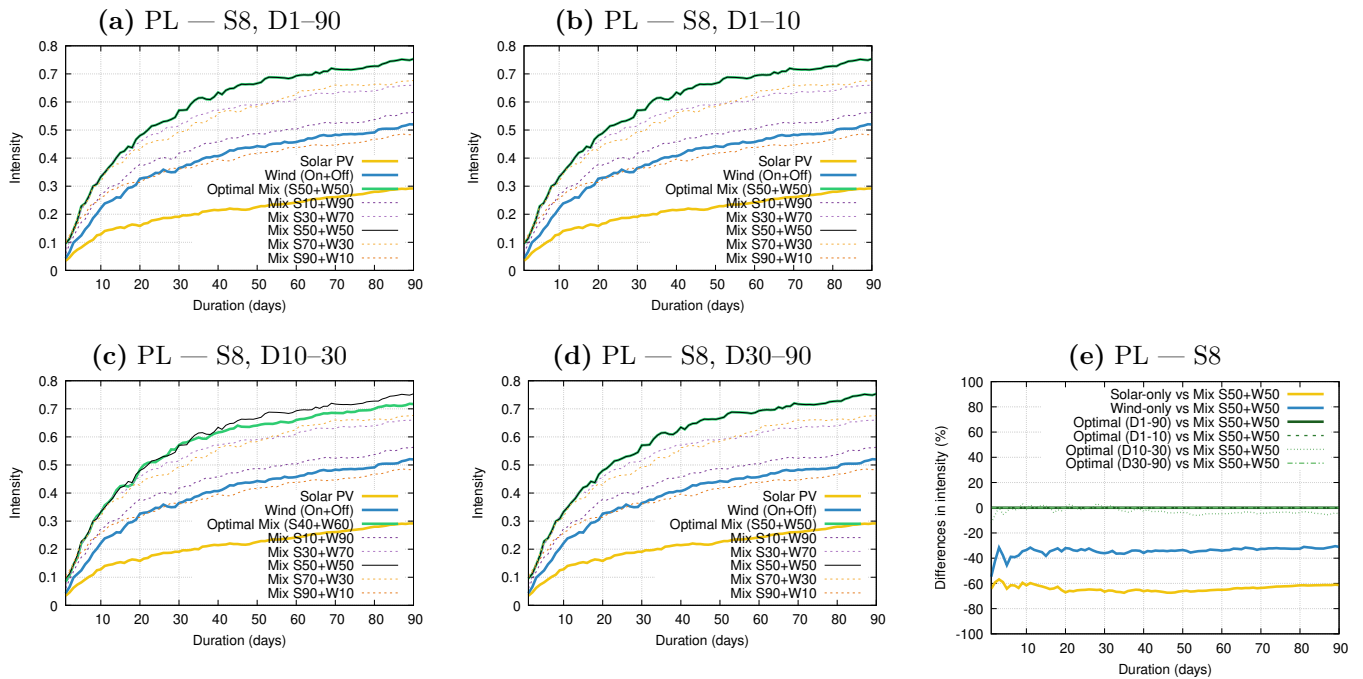 (a) PL — S8, D1–90
0.8
0.7
0.6
0.5
0.4
0.3
0.2
0.1
0
Intensity
10 20 30 40 50 60 70 80 90
Duration (days)
Solar PV
Wind (On+Off)
Optimal Mix (S50+W50)
Mix S10+W90
Mix S30+W70
Mix S50+W50
Mix S70+W30
Mix S90+W10
(b) PL — S8, D1–10
0.8
0.7
0.6
0.5
0.4
0.3
0.2
0.1
0
Intensity
10 20 30 40 50 60 70 80 90
Duration (days)
Solar PV
Wind (On+Off)
Optimal Mix (S50+W50)
Mix S10+W90
Mix S30+W70
Mix S50+W50
Mix S70+W30
Mix S90+W10
(c) PL — S8, D10–30
0.8
0.7
0.6
0.5
0.4
0.3
0.2
0.1
0
Intensity
10 20 30 40 50 60 70 80 90
Duration (days)
Solar PV
Wind (On+Off)
Optimal Mix (S40+W60)
Mix S10+W90
Mix S30+W70
Mix S50+W50
Mix S70+W30
Mix S90+W10
(d) PL — S8, D30–90
0.8
0.7
0.6
0.5
0.4
0.3
0.2
0.1
0
Intensity
10 20 30 40 50 60 70 80 90
Duration (days)
Solar PV
Wind (On+Off)
Optimal Mix (S50+W50)
Mix S10+W90
Mix S30+W70
Mix S50+W50
Mix S70+W30
Mix S90+W10
(e) PL — S8
100
80
60
40
20
0
-20
-40
-60
-80
-100
Differences in intensity (%)
10 20 30 40 50 60 70 80 90
Duration (days)
Solar-only vs Mix S50+W50
Wind-only vs Mix S50+W50
Optimal (D1-90) vs Mix S50+W50
Optimal (D1-10) vs Mix S50+W50
Optimal (D10-30) vs Mix S50+W50
Optimal (D30-90) vs Mix S50+W50